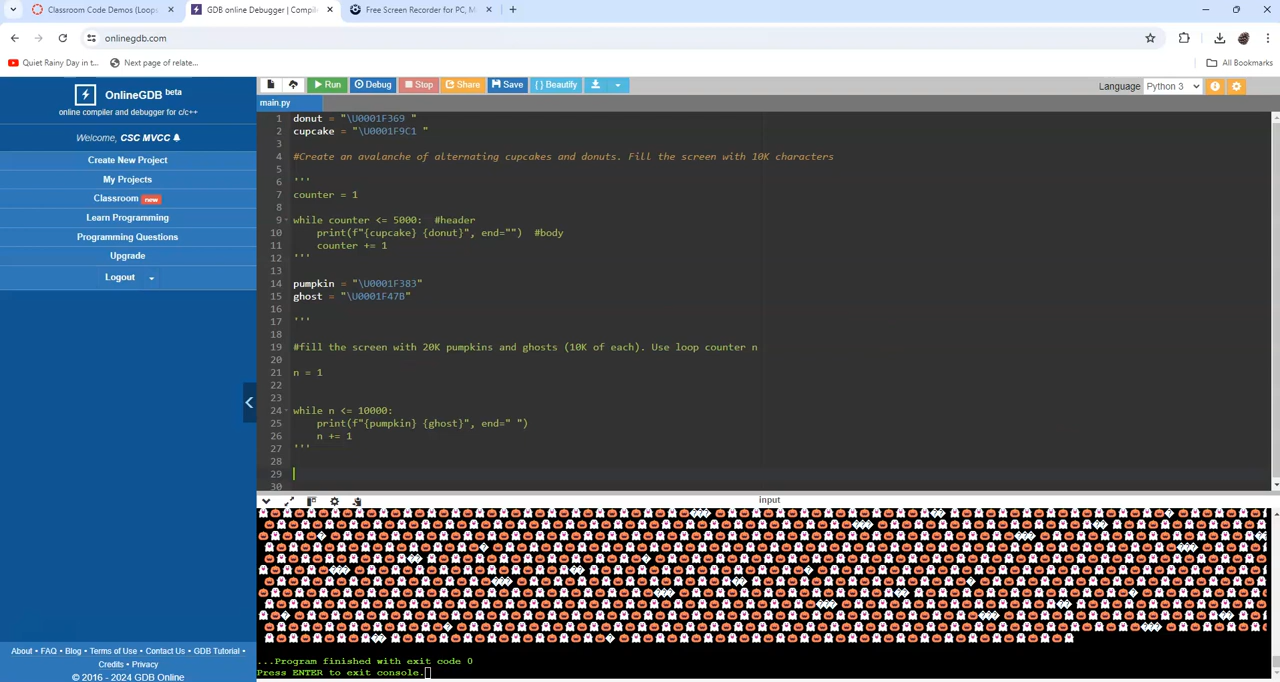 Classroom Code Demos (Loops
GDB online Debugger | Compile
Free Screen Recorder for PC, M
onlinegdb.com
Quiet Rainy Day in t...
Next page of relate...
All Bookmarks
OnlineGDB beta
online compiler and debugger for c/c++
Welcome, CSC MVCC
Create New Project
My Projects
Classroom new
Learn Programming
Programming Questions
Upgrade
Logout
About • FAQ • Blog • Terms of Use • Contact Us • GDB Tutorial •
Credits • Privacy
© 2016 - 2024 GDB Online
Run
Debug
Stop
Share
Save
{ } Beautify
Language Python 3
main.py
1 donut = "\U0001F369 "
2 cupcake = "\U0001F9C1 "
3
4 #Create an avalanche of alternating cupcakes and donuts. Fill the screen with 10K characters
5
6 '''
7 counter = 1
8
9 while counter <= 5000:  #header
10     print(f"{cupcake} {donut}", end="")  #body
11     counter += 1
12 '''
13
14 pumpkin = "\U0001F383"
15 ghost = "\U0001F47B"
16
17 '''
18
19 #fill the screen with 20K pumpkins and ghosts (10K of each). Use loop counter n
20
21 n = 1
22
23
24 while n <= 10000:
25     print(f"{pumpkin} {ghost}", end=" ")
26     n += 1
27 '''
28
29
30
input
...Program finished with exit code 0
Press ENTER to exit console.